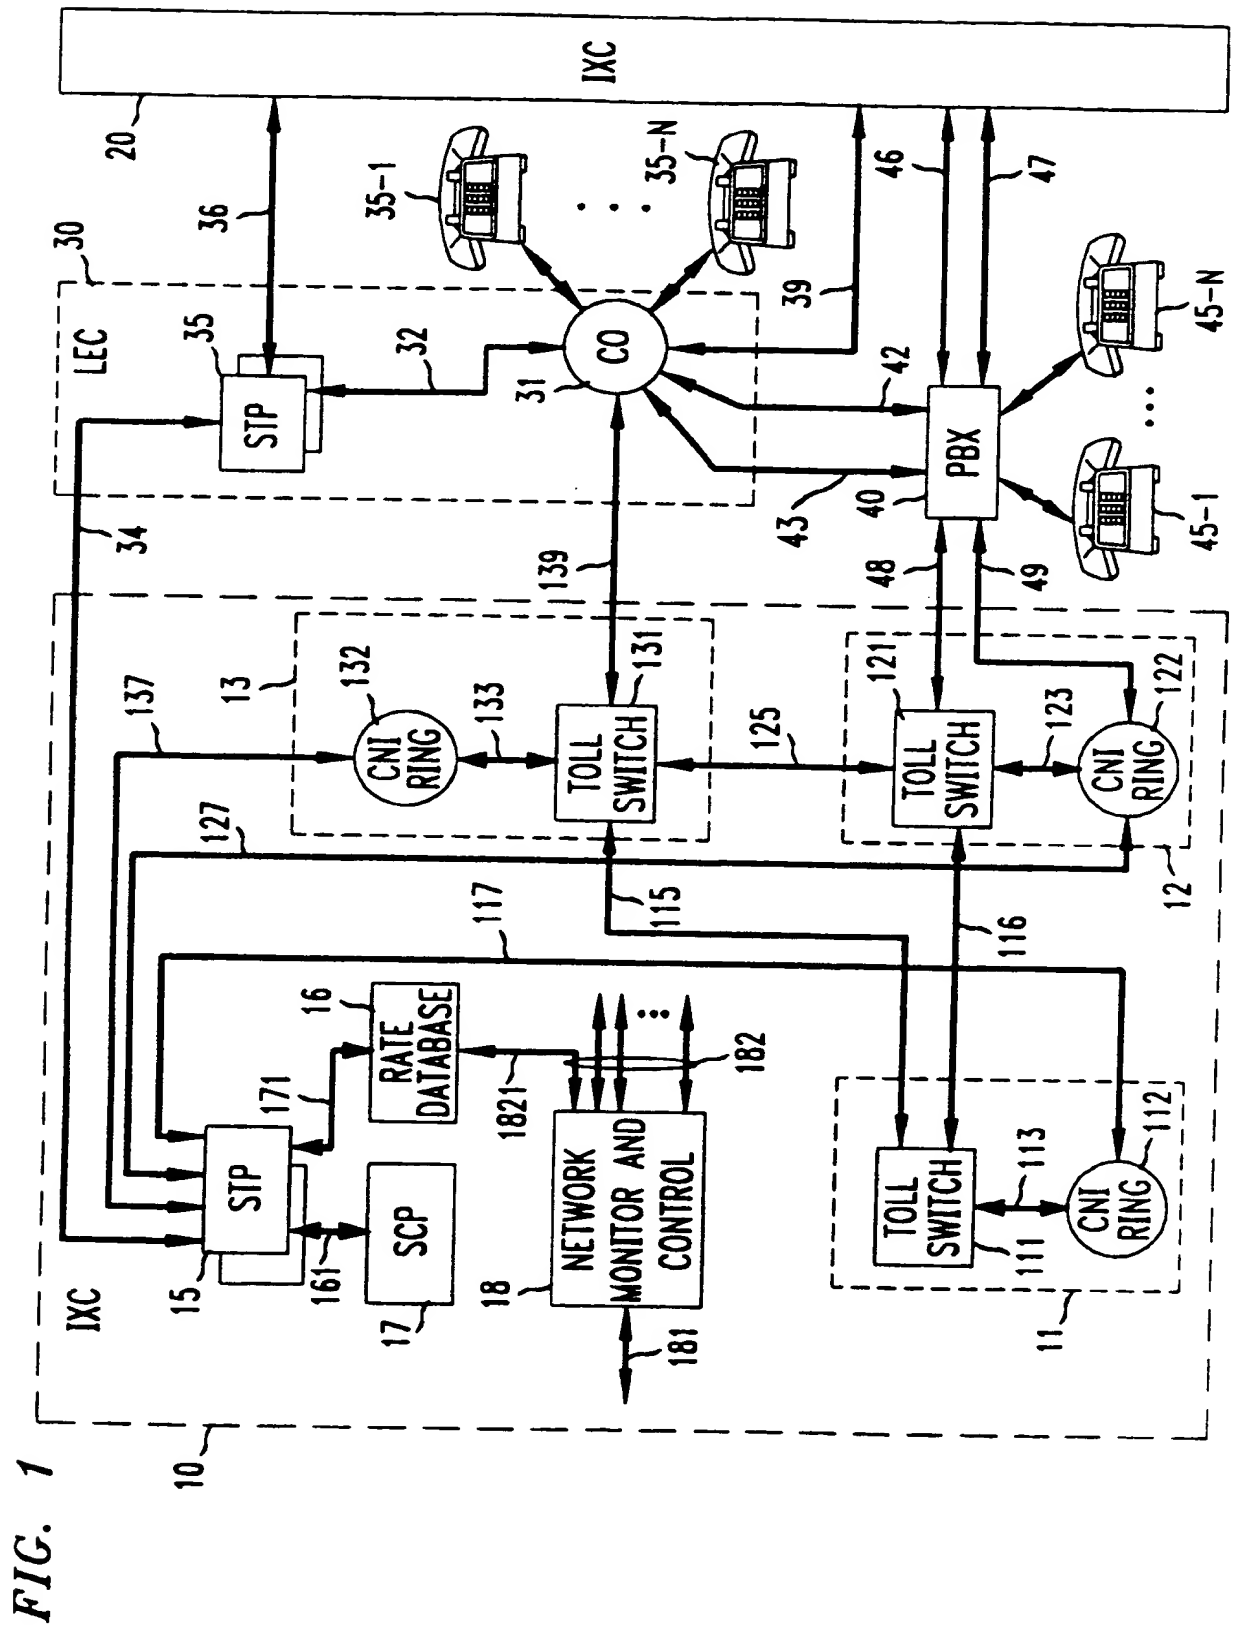 FIG. 1
10
IXC
15
STP
161
SCP
17
171
16
RATE
DATABASE
1821
18
NETWORK
MONITOR AND
CONTROL
181
182
11
TOLL
SWITCH
111
113
CNI
RING
112
117
127
137
115
116
13
132
CNI
RING
133
TOLL
SWITCH
131
125
12
121
TOLL
SWITCH
123
CNI
RING
122
34
139
48
49
30
LEC
35
STP
32
31
CO
43
42
40
PBX
45-1
45-N
36
35-1
35-N
39
46
47
20
IXC